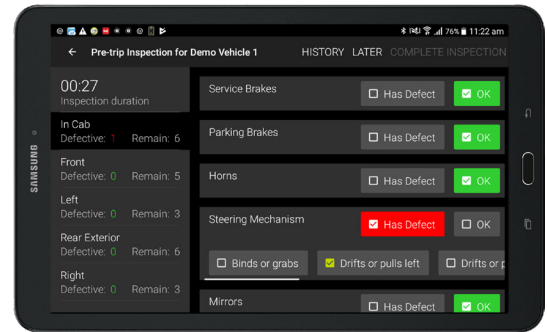 76% 11:22 am
← Pre-trip Inspection for Demo Vehicle 1 HISTORY LATER COMPLETE INSPECTION
00:27
Inspection duration
In Cab
Defective: 1 Remain: 6
Front
Defective: 0 Remain: 5
Left
Defective: 0 Remain: 3
Rear Exterior
Defective: 0 Remain: 6
Right
Defective: 0 Remain: 3
Service Brakes Has Defect OK
Parking Brakes Has Defect OK
Horns Has Defect OK
Steering Mechanism Has Defect OK
Binds or grabs Drifts or pulls left Drifts or p
Mirrors Has Defect OK
SAMSUNG